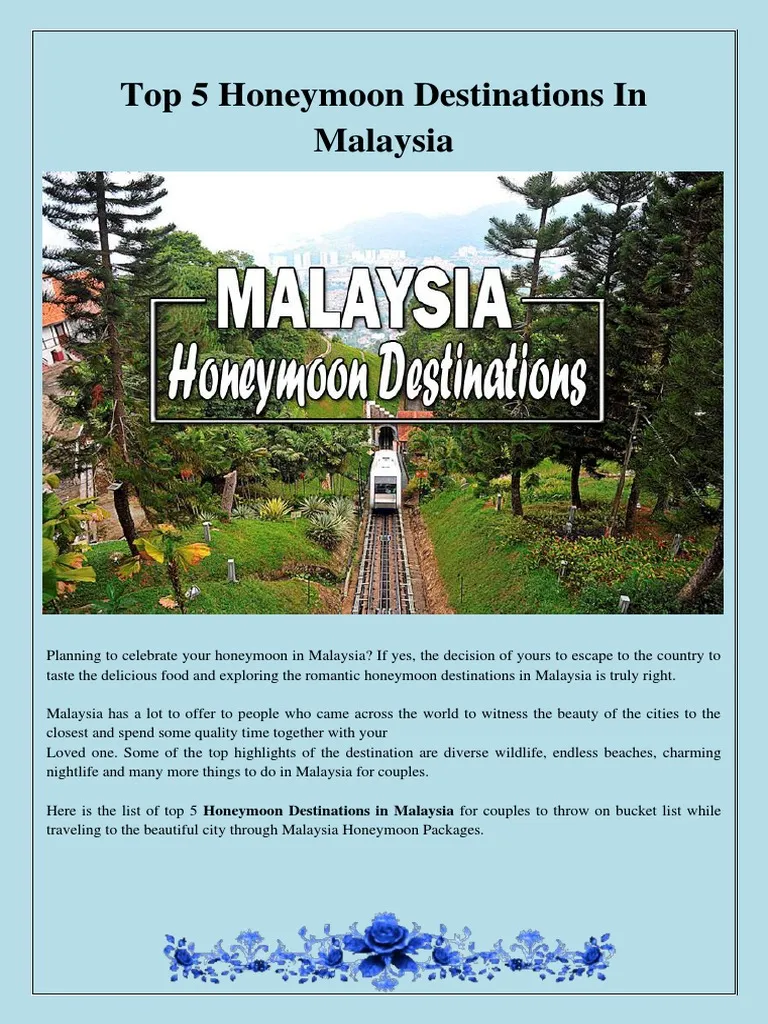 Top 5 Honeymoon Destinations In
Malaysia
MALAYSIA
Honeymoon Destinations
Planning to celebrate your honeymoon in Malaysia? If yes, the decision of yours to escape to the country to
taste the delicious food and exploring the romantic honeymoon destinations in Malaysia is truly right.
Malaysia has a lot to offer to people who came across the world to witness the beauty of the cities to the
closest and spend some quality time together with your
Loved one. Some of the top highlights of the destination are diverse wildlife, endless beaches, charming
nightlife and many more things to do in Malaysia for couples.
Here is the list of top 5 Honeymoon Destinations in Malaysia for couples to throw on bucket list while
traveling to the beautiful city through Malaysia Honeymoon Packages.